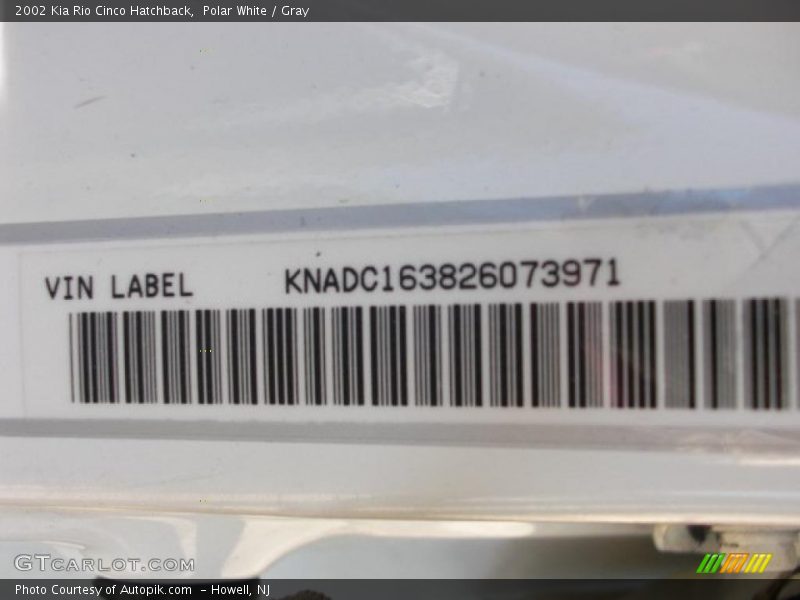 2002 Kia Rio Cinco Hatchback,  Polar White / Gray
VIN LABEL KNADC163826073971
GTCARLOT.COM
Photo Courtesy of Autopik.com  - Howell, NJ